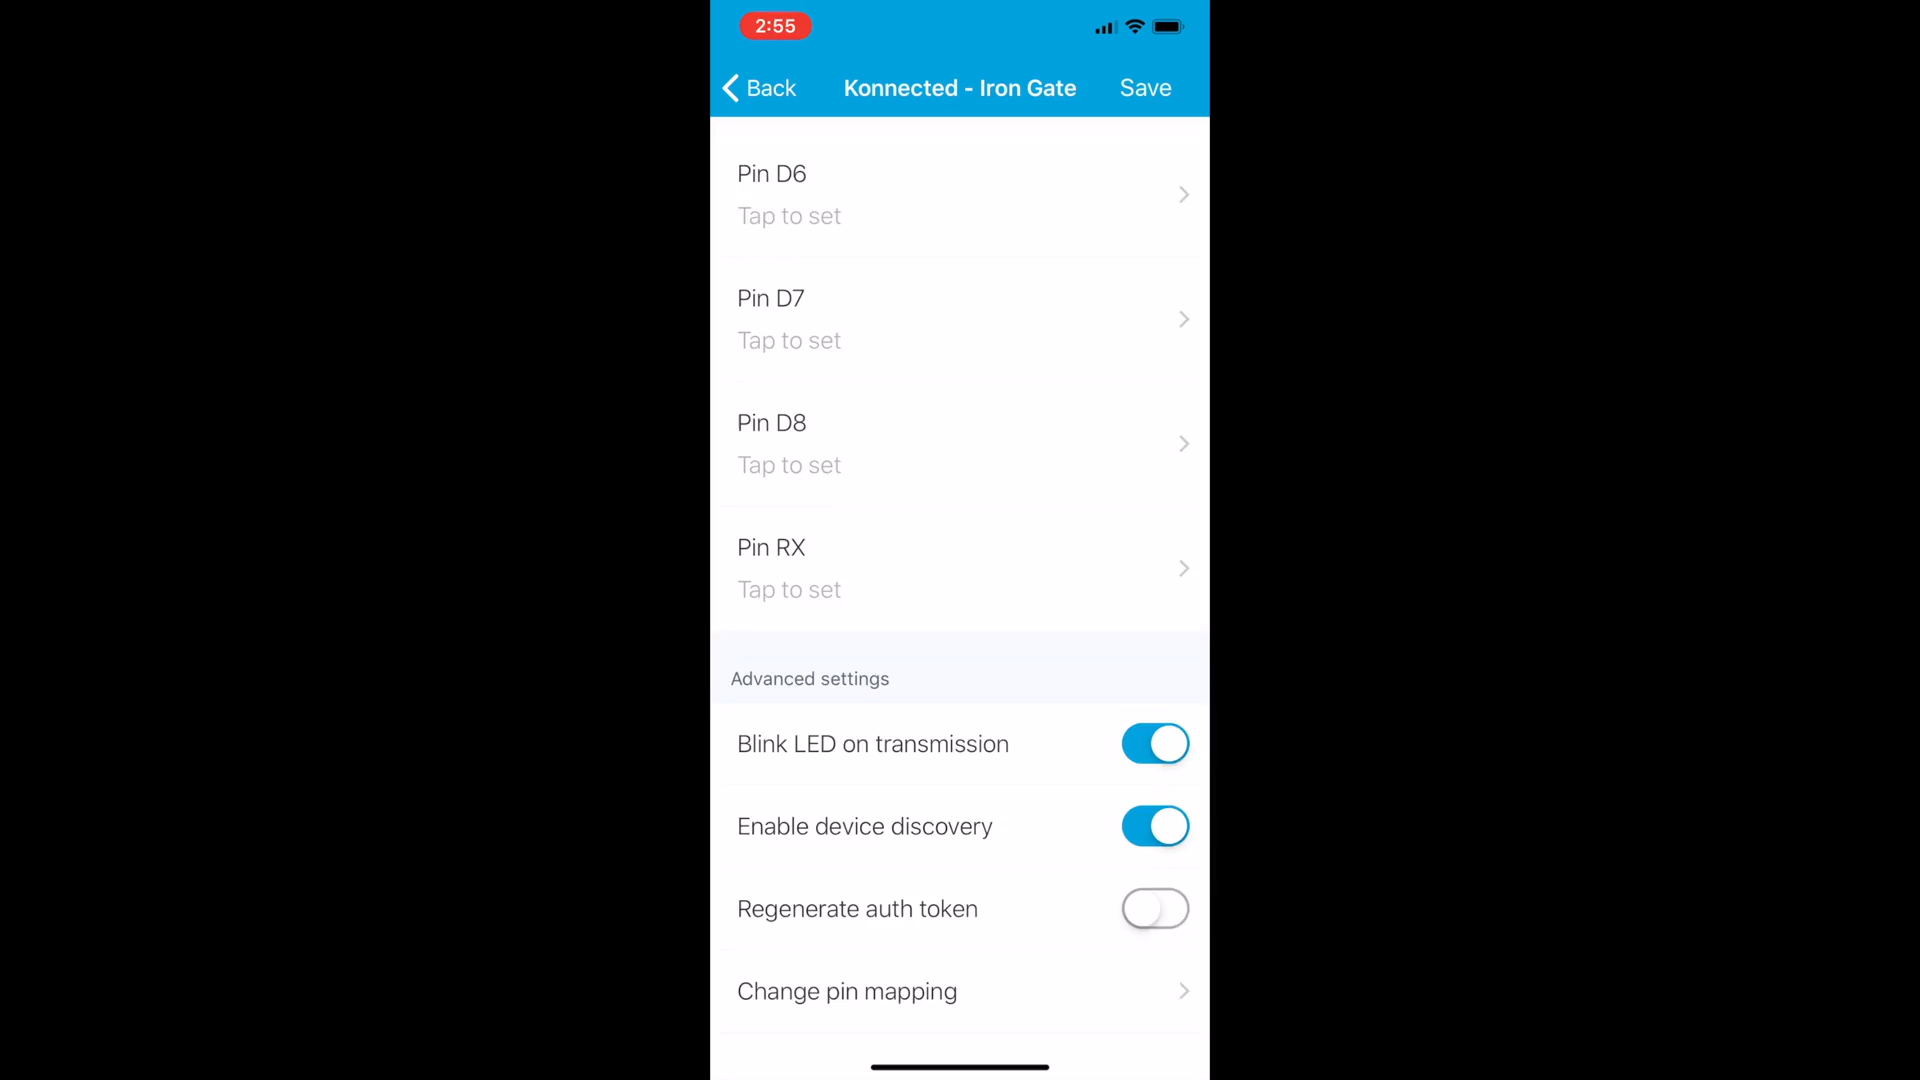 2:55
Back
Konnected - Iron Gate
Save
Pin D6
Tap to set
Pin D7
Tap to set
Pin D8
Tap to set
Pin RX
Tap to set
Advanced settings
Blink LED on transmission
Enable device discovery
Regenerate auth token
Change pin mapping